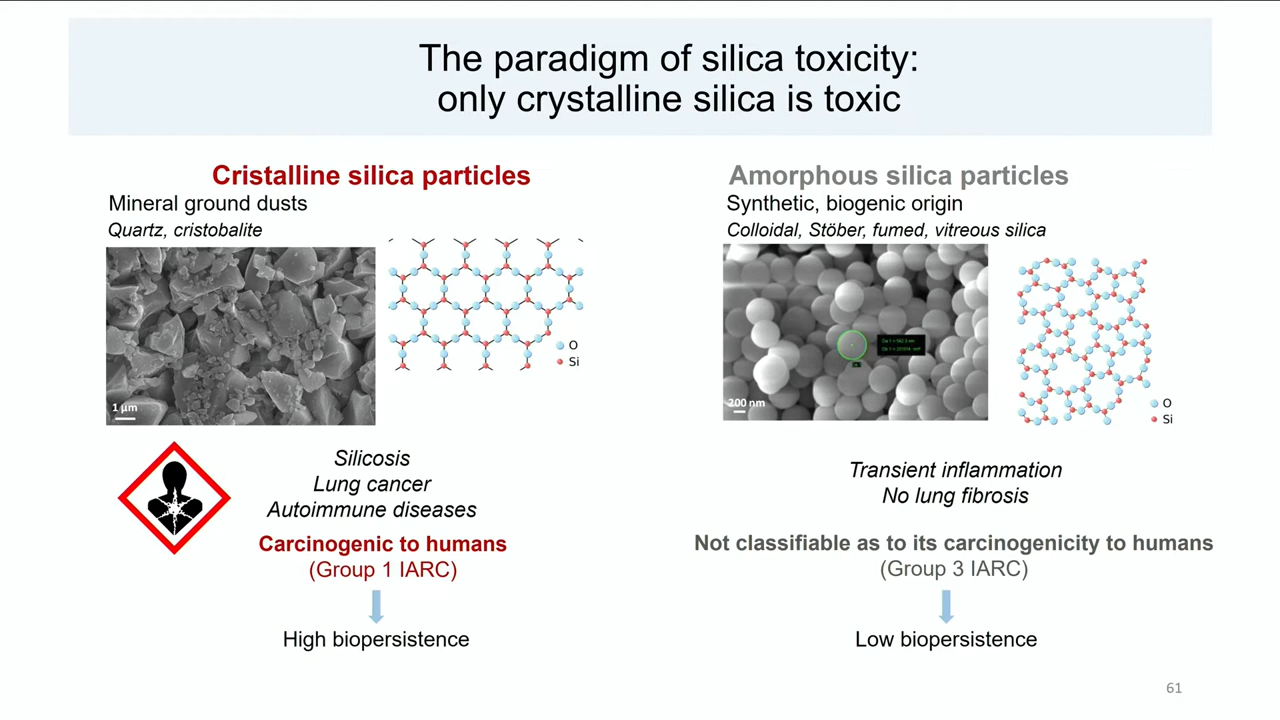 The paradigm of silica toxicity:
only crystalline silica is toxic
Cristalline silica particles
Mineral ground dusts
Quartz, cristobalite
1 µm
O
Si
Silicosis
Lung cancer
Autoimmune diseases
Carcinogenic to humans
(Group 1 IARC)
High biopersistence
Amorphous silica particles
Synthetic, biogenic origin
Colloidal, Stöber, fumed, vitreous silica
200 nm
O
Si
Transient inflammation
No lung fibrosis
Not classifiable as to its carcinogenicity to humans
(Group 3 IARC)
Low biopersistence
61